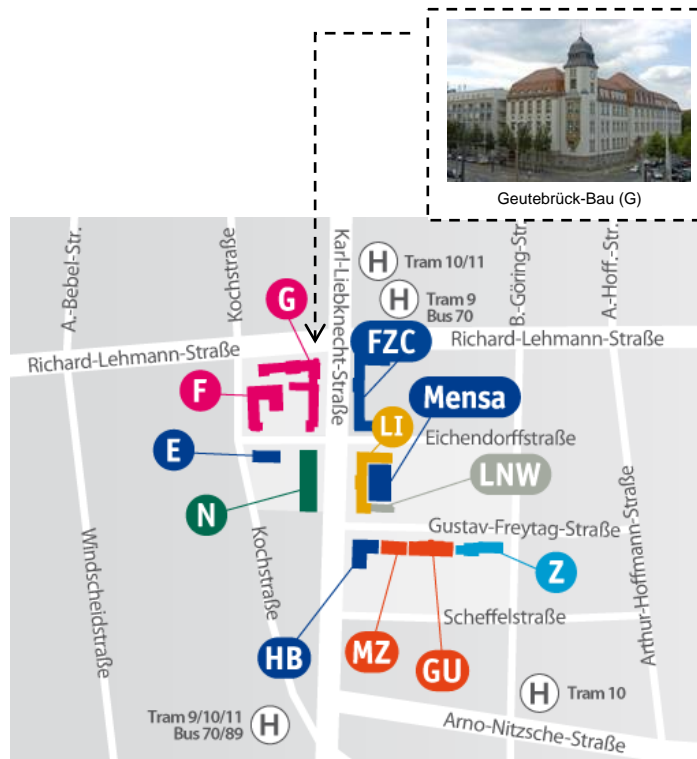 Geutebrück-Bau (G)
A.-Bebel-Str.
Kochstraße
Karl-Liebknecht-Straße
H Tram 10/11
H Tram 9
Bus 70
B.-Göring-Str.
A.-Hoff.-Str.
G
Richard-Lehmann-Straße
FZC
Richard-Lehmann-Straße
F
Mensa
LI
Eichendorffstraße
E
LNW
N
Gustav-Freytag-Straße
Z
Windscheidstraße
Kochstraße
Arthur-Hoffmann-Straße
Scheffelstraße
HB
MZ
GU
H Tram 10
Tram 9/10/11
Bus 70/89 H
Arno-Nitzsche-Straße